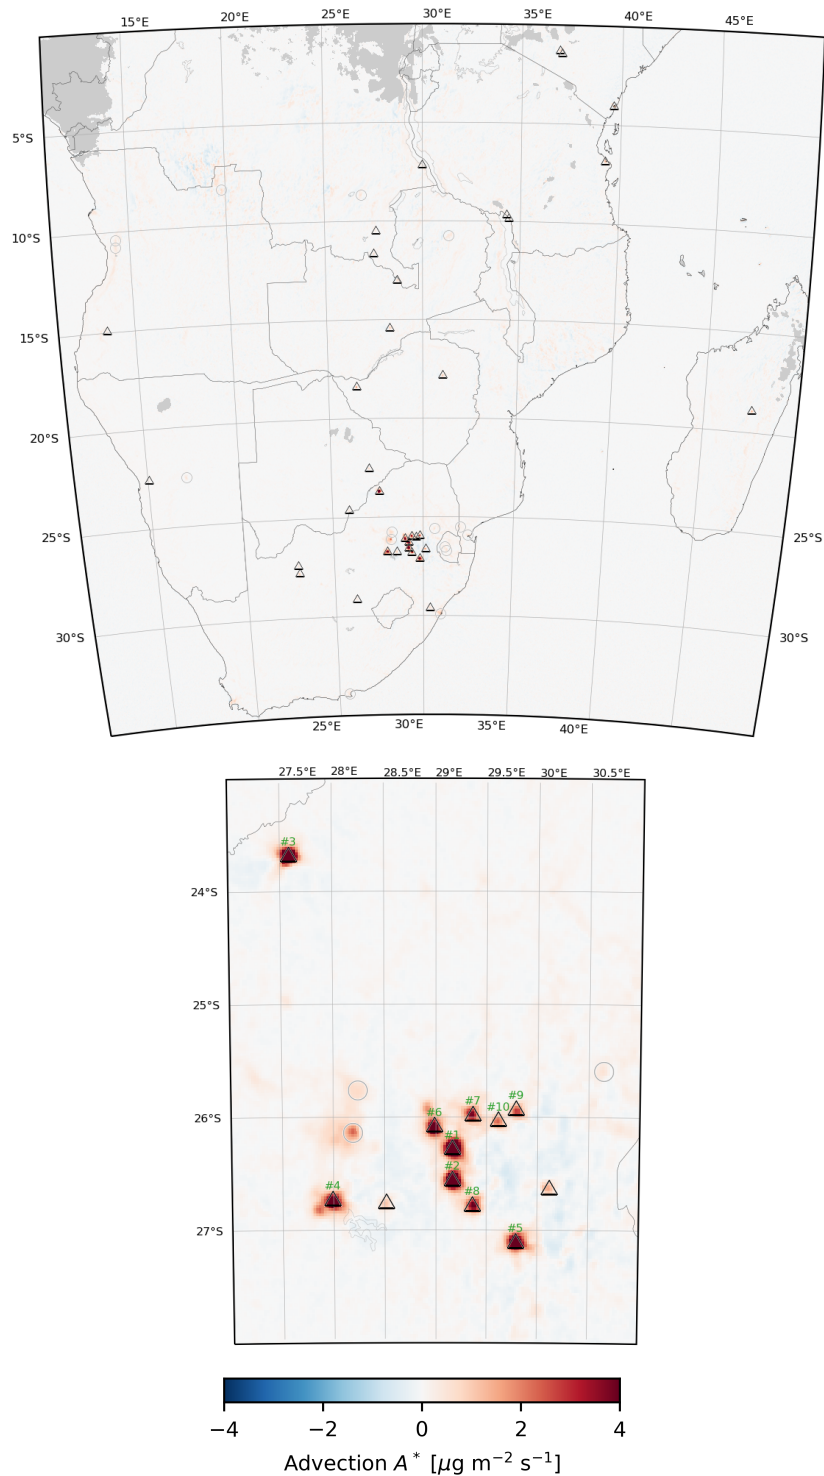 15°E 20°E 25°E 30°E 35°E 40°E 45°E
5°S
10°S
15°S
20°S
25°S 25°S
30°S 30°S
25°E 30°E 35°E 40°E
27.5°E 28°E 28.5°E 29°E 29.5°E 30°E 30.5°E
#3
24°S
25°S
#9
#7
#10
26°S #6
#1
#2
#4 #8
27°S #5
−4 −2 0 2 4
Advection A* [μg m⁻² s⁻¹]